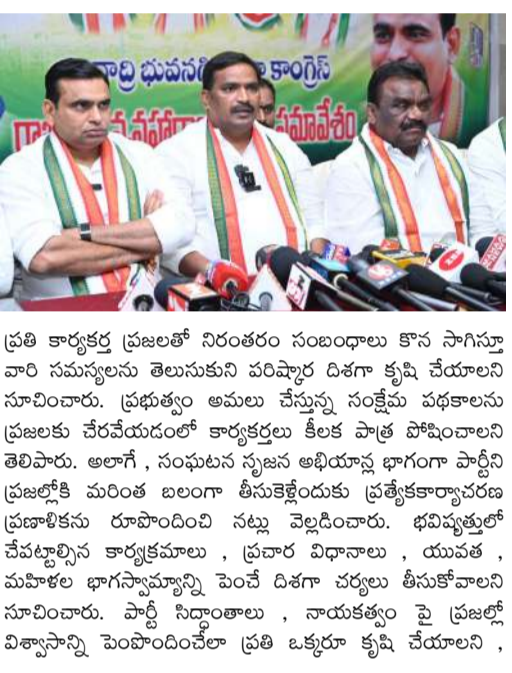 భువన
కాంగ్రెస్
సమావేశం
ప్రతి కార్యకర్త ప్రజలతో నిరంతరం సంబంధాలు కొన సాగిస్తూ
వారి సమస్యలను తెలుసుకుని పరిష్కార దిశగా కృషి చేయాలని
సూచించారు. ప్రభుత్వం అమలు చేస్తున్న సంక్షేమ పథకాలను
ప్రజలకు చేరవేయడంలో కార్యకర్తలు కీలక పాత్ర పోషించాలని
తెలిపారు. అలాగే , సంఘటన సృజన అభియాన్ల భాగంగా పార్టీని
ప్రజల్లోకి మరింత బలంగా తీసుకెళ్లేందుకు ప్రత్యేకకార్యాచరణ
ప్రణాళికను రూపొందించి నట్లు వెల్లడించారు. భవిష్యత్తులో
చేపట్టాల్సిన కార్యక్రమాలు , ప్రచార విధానాలు , యువత ,
మహిళల భాగస్వామ్యాన్ని పెంచే దిశగా చర్యలు తీసుకోవాలని
సూచించారు. పార్టీ సిద్ధాంతాలు , నాయకత్వం పై ప్రజల్లో
విశ్వాసాన్ని పెంపొందించేలా ప్రతి ఒక్కరూ కృషి చేయాలని ,